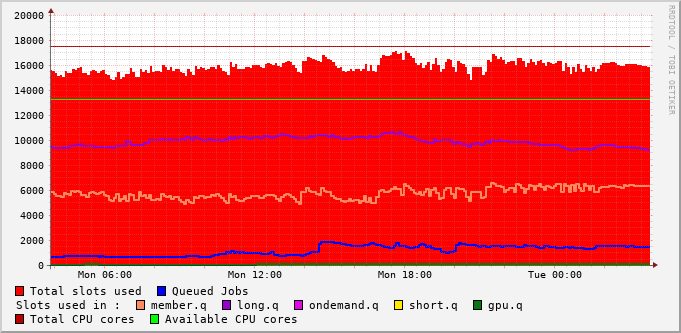 20000
18000
16000
14000
12000
10000
8000
6000
4000
2000
0
Mon 06:00 Mon 12:00 Mon 18:00 Tue 00:00
RRDTOOL / TOBI OETIKER
Total slots used Queued Jobs
Slots used in : member.q long.q ondemand.q short.q gpu.q
Total CPU cores Available CPU cores